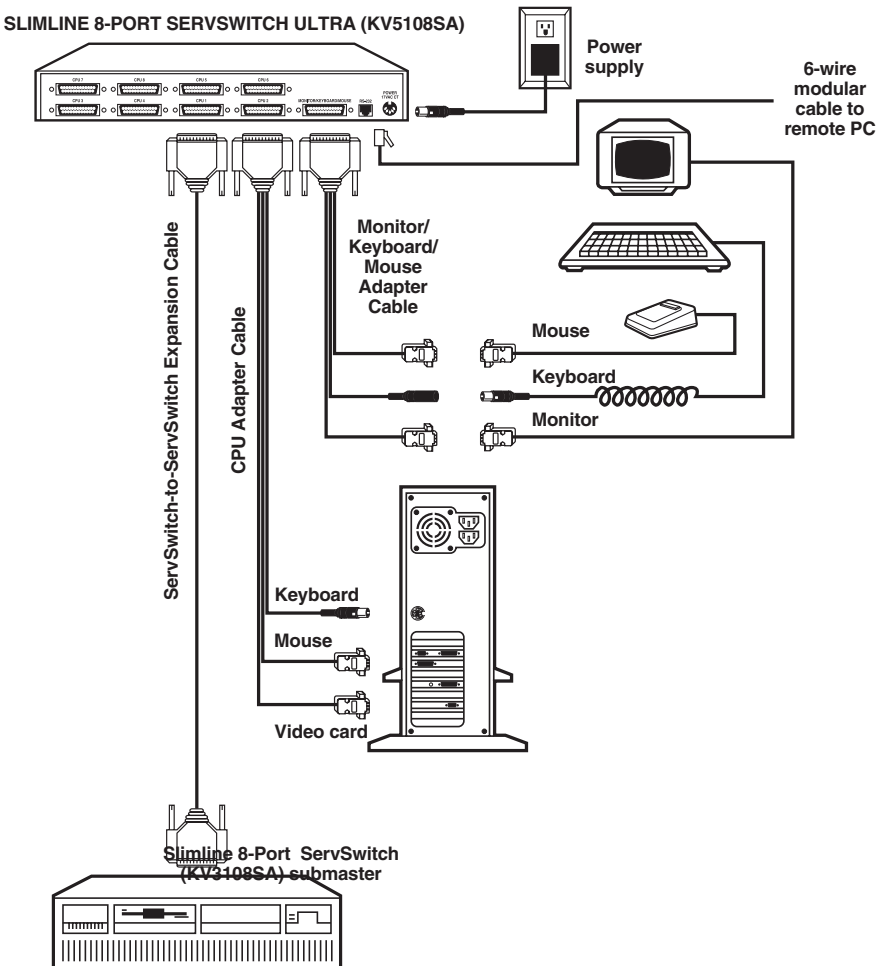 SLIMLINE 8-PORT SERVSWITCH ULTRA (KV5108SA)
Power
supply
6-wire
modular
cable to
remote PC
CPU 7
CPU 8
CPU 5
CPU 6
CPU 3
CPU 4
CPU 1
CPU 2
MONITOR/KEYBOARD/MOUSE
RS-232
POWER
17VAC CT
Monitor/
Keyboard/
Mouse
Adapter
Cable
ServSwitch-to-ServSwitch Expansion Cable
CPU Adapter Cable
Mouse
Keyboard
Monitor
Keyboard
Mouse
Video card
Slimline 8-Port ServSwitch
(KV3108SA) submaster